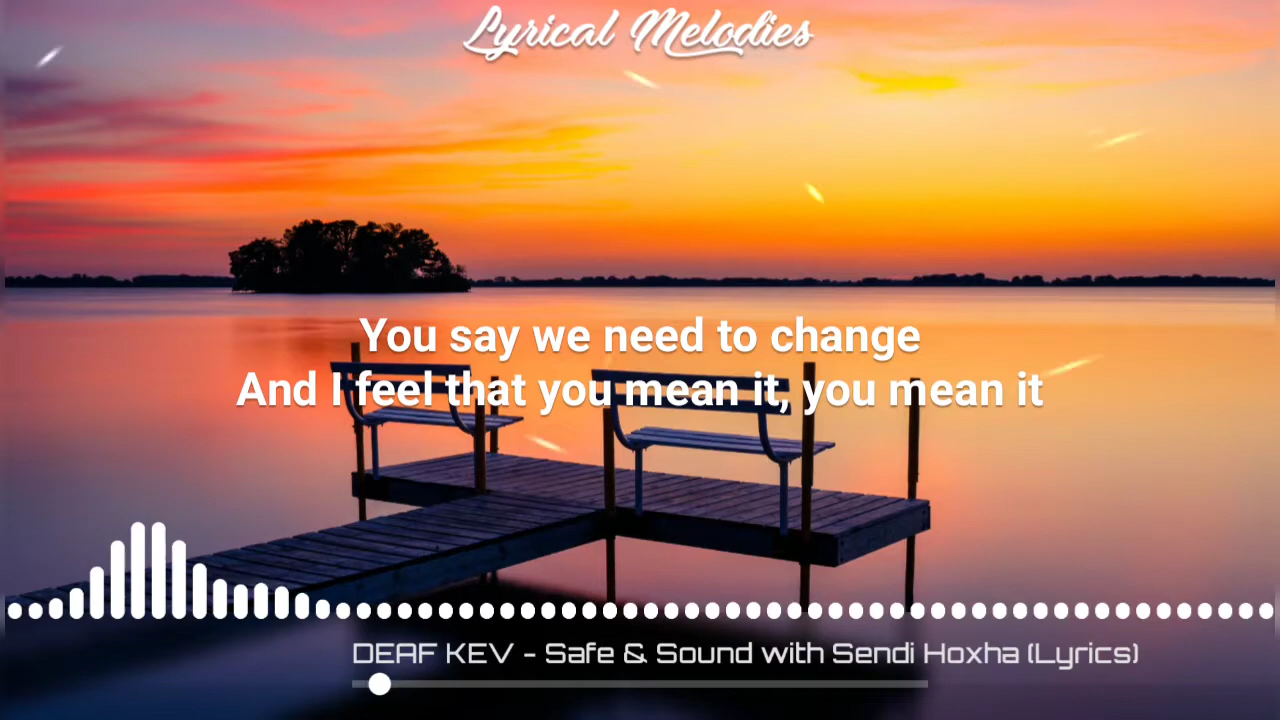 Lyrical Melodies
You say we need to change
And I feel that you mean it, you mean it
DEAF KEV - Safe & Sound with Sendi Hoxha (Lyrics)